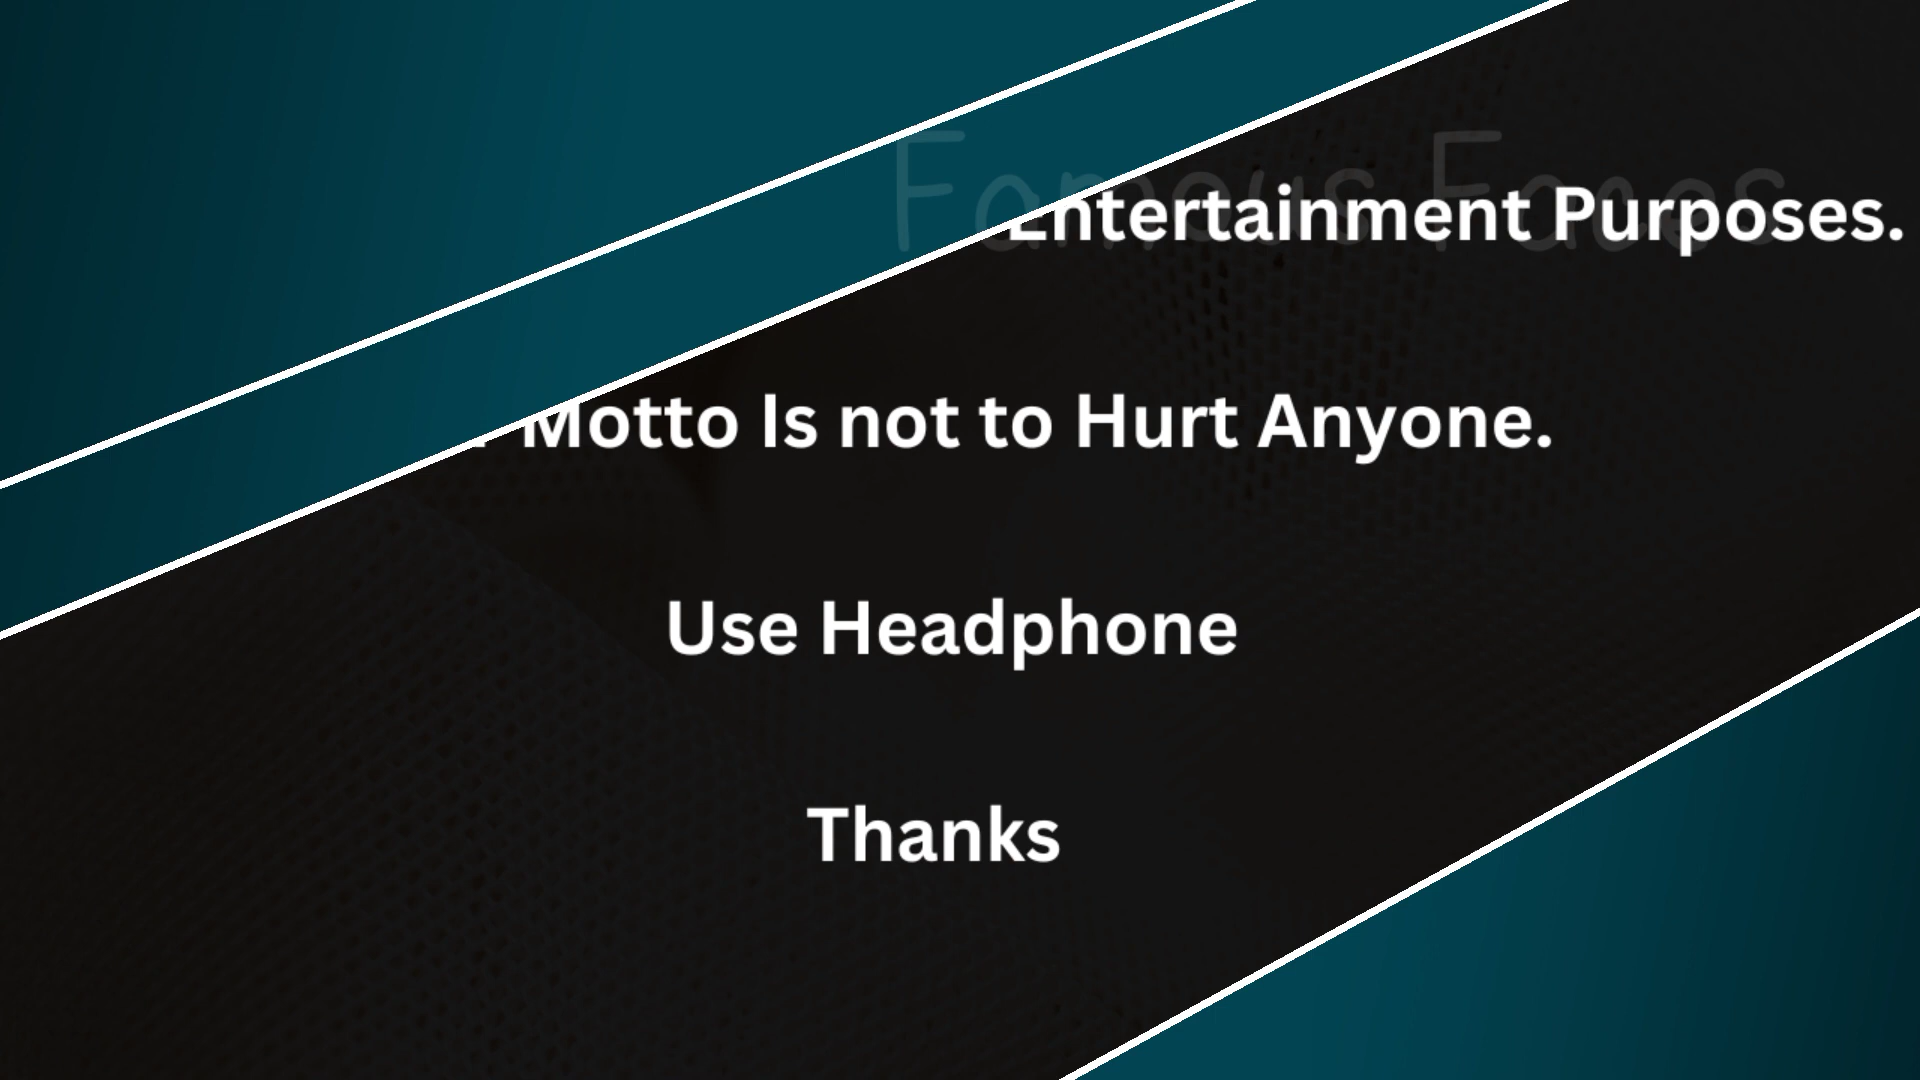 Famous Faces
Entertainment Purposes.
Motto Is not to Hurt Anyone.
Use Headphone
Thanks